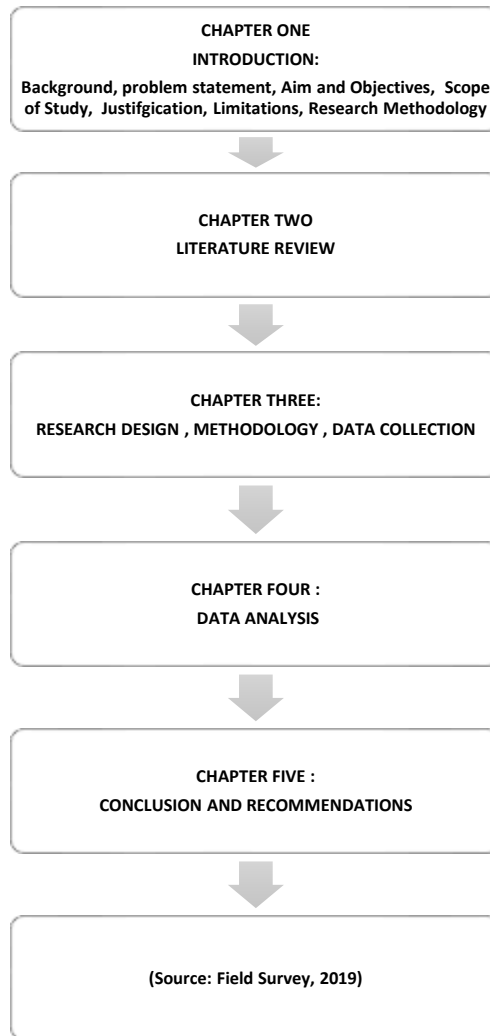 CHAPTER ONE
INTRODUCTION:
Background, problem statement, Aim and Objectives, Scope
of Study, Justifgication, Limitations, Research Methodology
CHAPTER TWO
LITERATURE REVIEW
CHAPTER THREE:
RESEARCH DESIGN , METHODOLOGY , DATA COLLECTION
CHAPTER FOUR :
DATA ANALYSIS
CHAPTER FIVE :
CONCLUSION AND RECOMMENDATIONS
(Source: Field Survey, 2019)